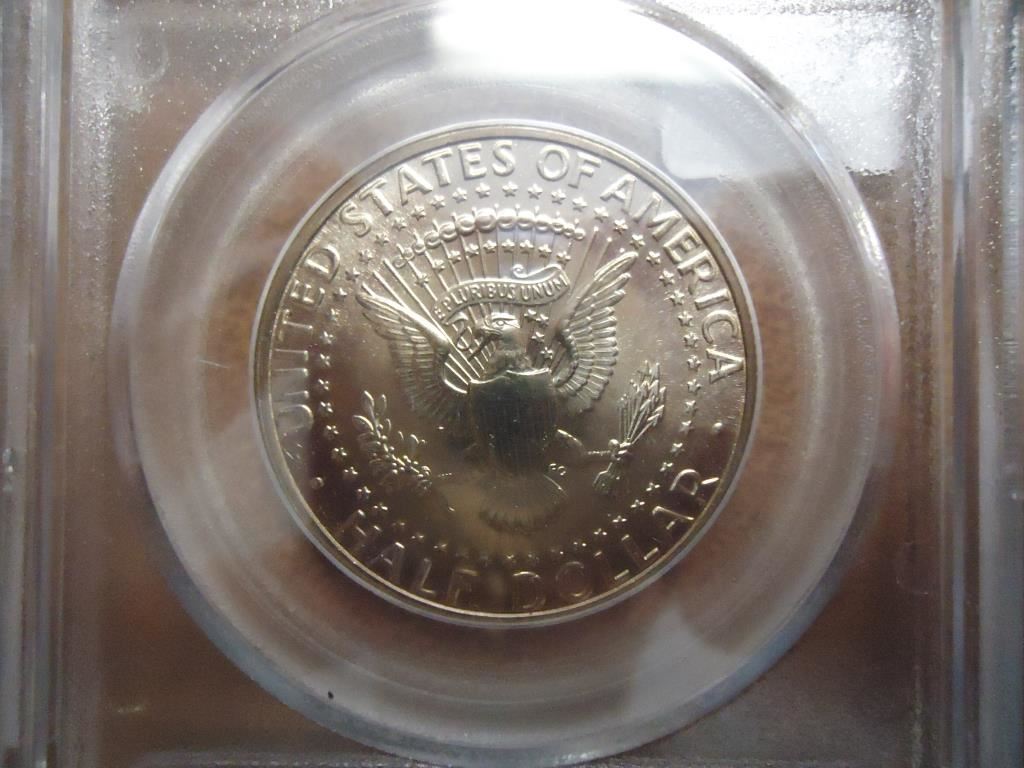 UNITED STATES OF AMERICA
E PLURIBUS UNUM
HALF DOLLAR